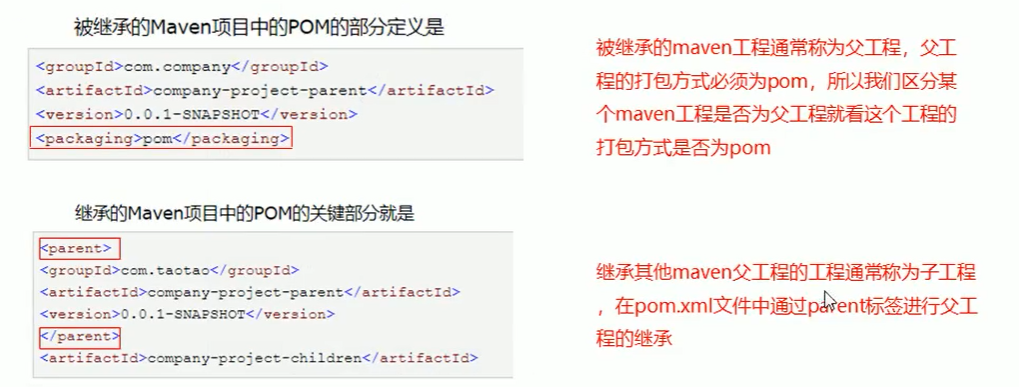 被继承的Maven项目中的POM的部分定义是
<groupId>com.company</groupId>
<artifactId>company-project-parent</artifactId>
<version>0.0.1-SNAPSHOT</version>
<packaging>pom</packaging>
被继承的maven工程通常称为父工程，父工
程的打包方式必须为pom，所以我们区分某
个maven工程是否为父工程就看这个工程的
打包方式是否为pom
继承的Maven项目中的POM的关键部分就是
<parent>
<groupId>com.taotao</groupId>
<artifactId>company-project-parent</artifactId>
<version>0.0.1-SNAPSHOT</version>
</parent>
<artifactId>company-project-children</artifactId>
继承其他maven父工程的工程通常称为子工程
，在pom.xml文件中通过parent标签进行父工
程的继承